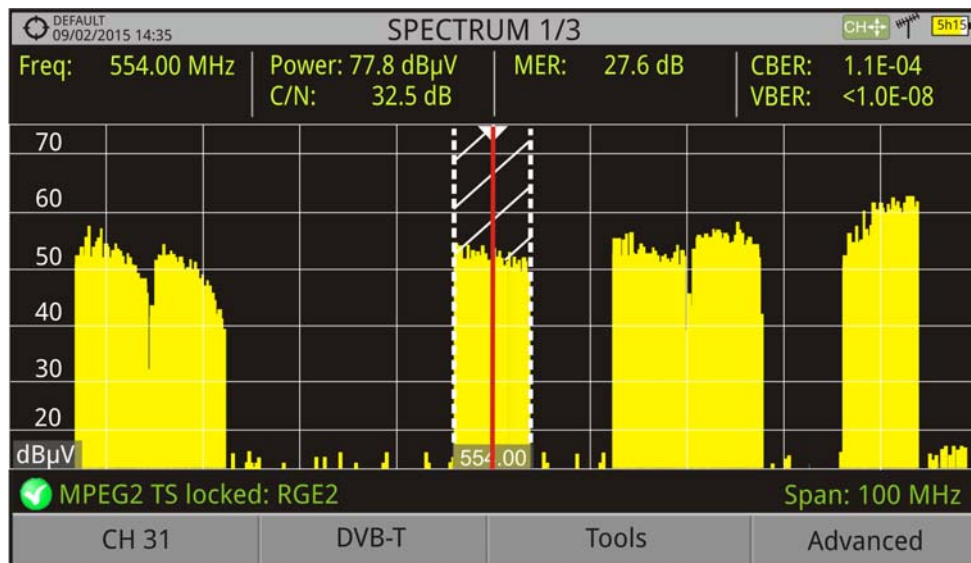 DEFAULT
09/02/2015 14:35
SPECTRUM 1/3
CH
5h15
Freq: 554.00 MHz
Power: 77.8 dBµV
MER: 27.6 dB
CBER: 1.1E-04
C/N: 32.5 dB
VBER: <1.0E-08
70
60
50
40
30
20
dBµV
554.00
MPEG2 TS locked: RGE2
Span: 100 MHz
CH 31
DVB-T
Tools
Advanced